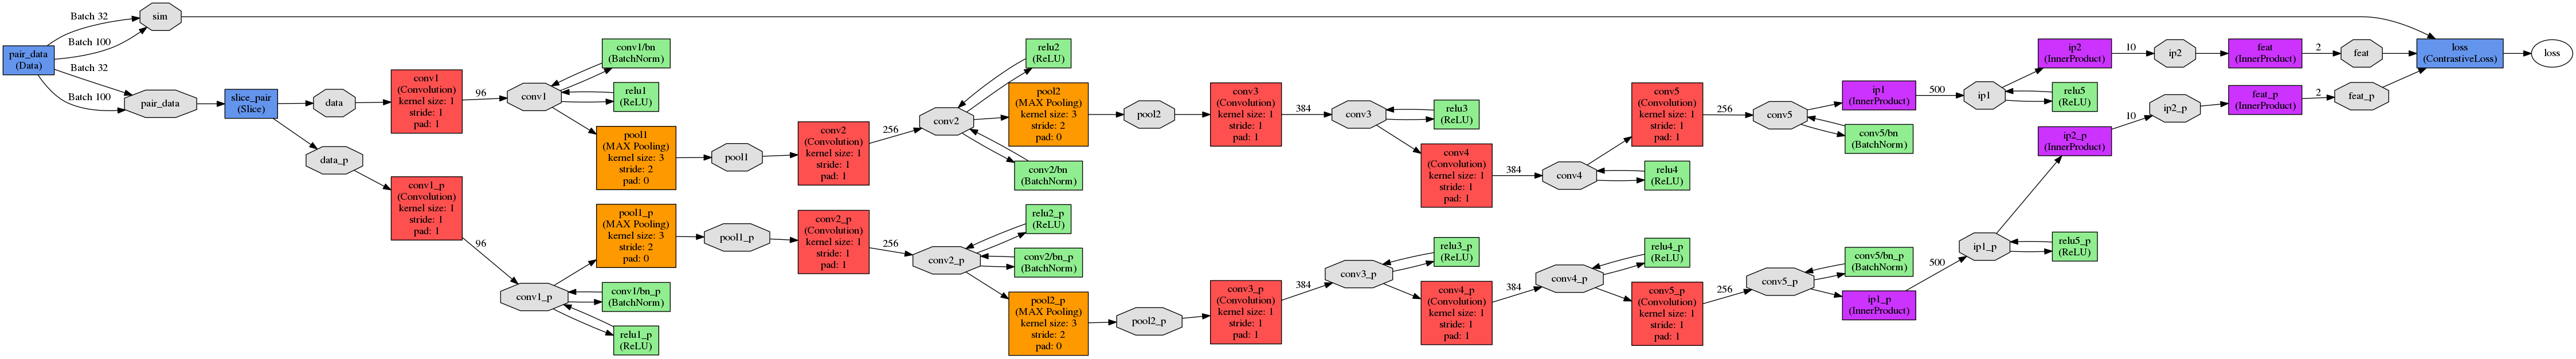 pair_data
(Data)
Batch 32
Batch 100
Batch 32
Batch 100
sim
pair_data
slice_pair
(Slice)
data
data_p
conv1
(Convolution)
kernel size: 1
stride: 1
pad: 1
96
conv1
conv1/bn
(BatchNorm)
relu1
(ReLU)
pool1
(MAX Pooling)
kernel size: 3
stride: 2
pad: 0
pool1
conv2
(Convolution)
kernel size: 1
stride: 1
pad: 1
256
conv2
relu2
(ReLU)
pool2
(MAX Pooling)
kernel size: 3
stride: 2
pad: 0
conv2/bn
(BatchNorm)
pool2
conv3
(Convolution)
kernel size: 1
stride: 1
pad: 1
384
conv3
relu3
(ReLU)
conv4
(Convolution)
kernel size: 1
stride: 1
pad: 1
384
conv4
conv5
(Convolution)
kernel size: 1
stride: 1
pad: 1
relu4
(ReLU)
256
conv5
ip1
(InnerProduct)
conv5/bn
(BatchNorm)
500
ip1
ip2
(InnerProduct)
relu5
(ReLU)
10
ip2
feat
(InnerProduct)
2
feat
loss
(ContrastiveLoss)
loss
conv1_p
(Convolution)
kernel size: 1
stride: 1
pad: 1
96
conv1_p
pool1_p
(MAX Pooling)
kernel size: 3
stride: 2
pad: 0
conv1/bn_p
(BatchNorm)
relu1_p
(ReLU)
pool1_p
conv2_p
(Convolution)
kernel size: 1
stride: 1
pad: 1
256
conv2_p
relu2_p
(ReLU)
conv2/bn_p
(BatchNorm)
pool2_p
(MAX Pooling)
kernel size: 3
stride: 2
pad: 0
pool2_p
conv3_p
(Convolution)
kernel size: 1
stride: 1
pad: 1
384
conv3_p
relu3_p
(ReLU)
conv4_p
(Convolution)
kernel size: 1
stride: 1
pad: 1
384
conv4_p
relu4_p
(ReLU)
conv5_p
(Convolution)
kernel size: 1
stride: 1
pad: 1
256
conv5_p
conv5/bn_p
(BatchNorm)
ip1_p
(InnerProduct)
500
ip1_p
relu5_p
(ReLU)
ip2_p
(InnerProduct)
10
ip2_p
feat_p
(InnerProduct)
2
feat_p